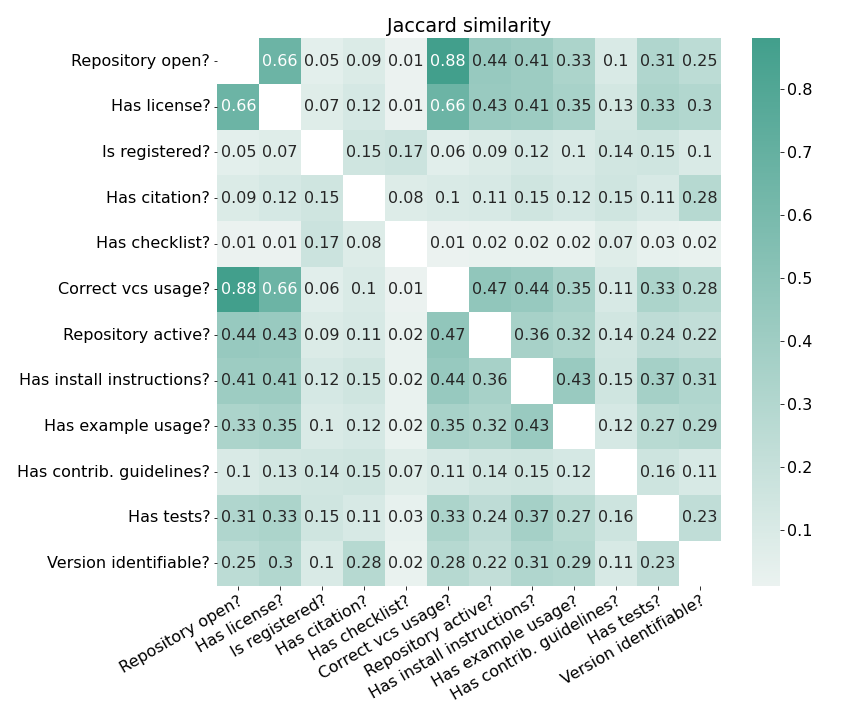 Jaccard similarity
Repository open? 0.66 0.05 0.09 0.01 0.88 0.44 0.41 0.33 0.1 0.31 0.25
Has license? 0.66 0.07 0.12 0.01 0.66 0.43 0.41 0.35 0.13 0.33 0.3
Is registered? 0.05 0.07 0.15 0.17 0.06 0.09 0.12 0.1 0.14 0.15 0.1
Has citation? 0.09 0.12 0.15 0.08 0.1 0.11 0.15 0.12 0.15 0.11 0.28
Has checklist? 0.01 0.01 0.17 0.08 0.01 0.02 0.02 0.02 0.07 0.03 0.02
Correct vcs usage? 0.88 0.66 0.06 0.1 0.01 0.47 0.44 0.35 0.11 0.33 0.28
Repository active? 0.44 0.43 0.09 0.11 0.02 0.47 0.36 0.32 0.14 0.24 0.22
Has install instructions? 0.41 0.41 0.12 0.15 0.02 0.44 0.36 0.43 0.15 0.37 0.31
Has example usage? 0.33 0.35 0.1 0.12 0.02 0.35 0.32 0.43 0.12 0.27 0.29
Has contrib. guidelines? 0.1 0.13 0.14 0.15 0.07 0.11 0.14 0.15 0.12 0.16 0.11
Has tests? 0.31 0.33 0.15 0.11 0.03 0.33 0.24 0.37 0.27 0.16 0.23
Version identifiable? 0.25 0.3 0.1 0.28 0.02 0.28 0.22 0.31 0.29 0.11 0.23
Repository open?
Has license?
Is registered?
Has citation?
Has checklist?
Correct vcs usage?
Repository active?
Has install instructions?
Has example usage?
Has contrib. guidelines?
Has tests?
Version identifiable?
0.8
0.7
0.6
0.5
0.4
0.3
0.2
0.1